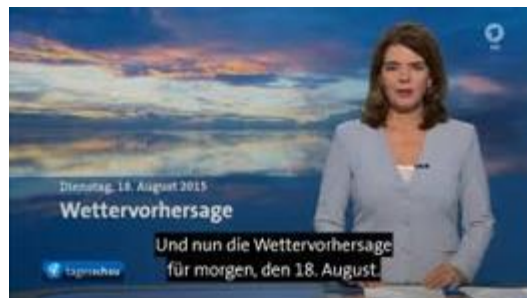 Dienstag, 18. August 2015
Wettervorhersage
Und nun die Wettervorhersage
für morgen, den 18. August.
tagesschau